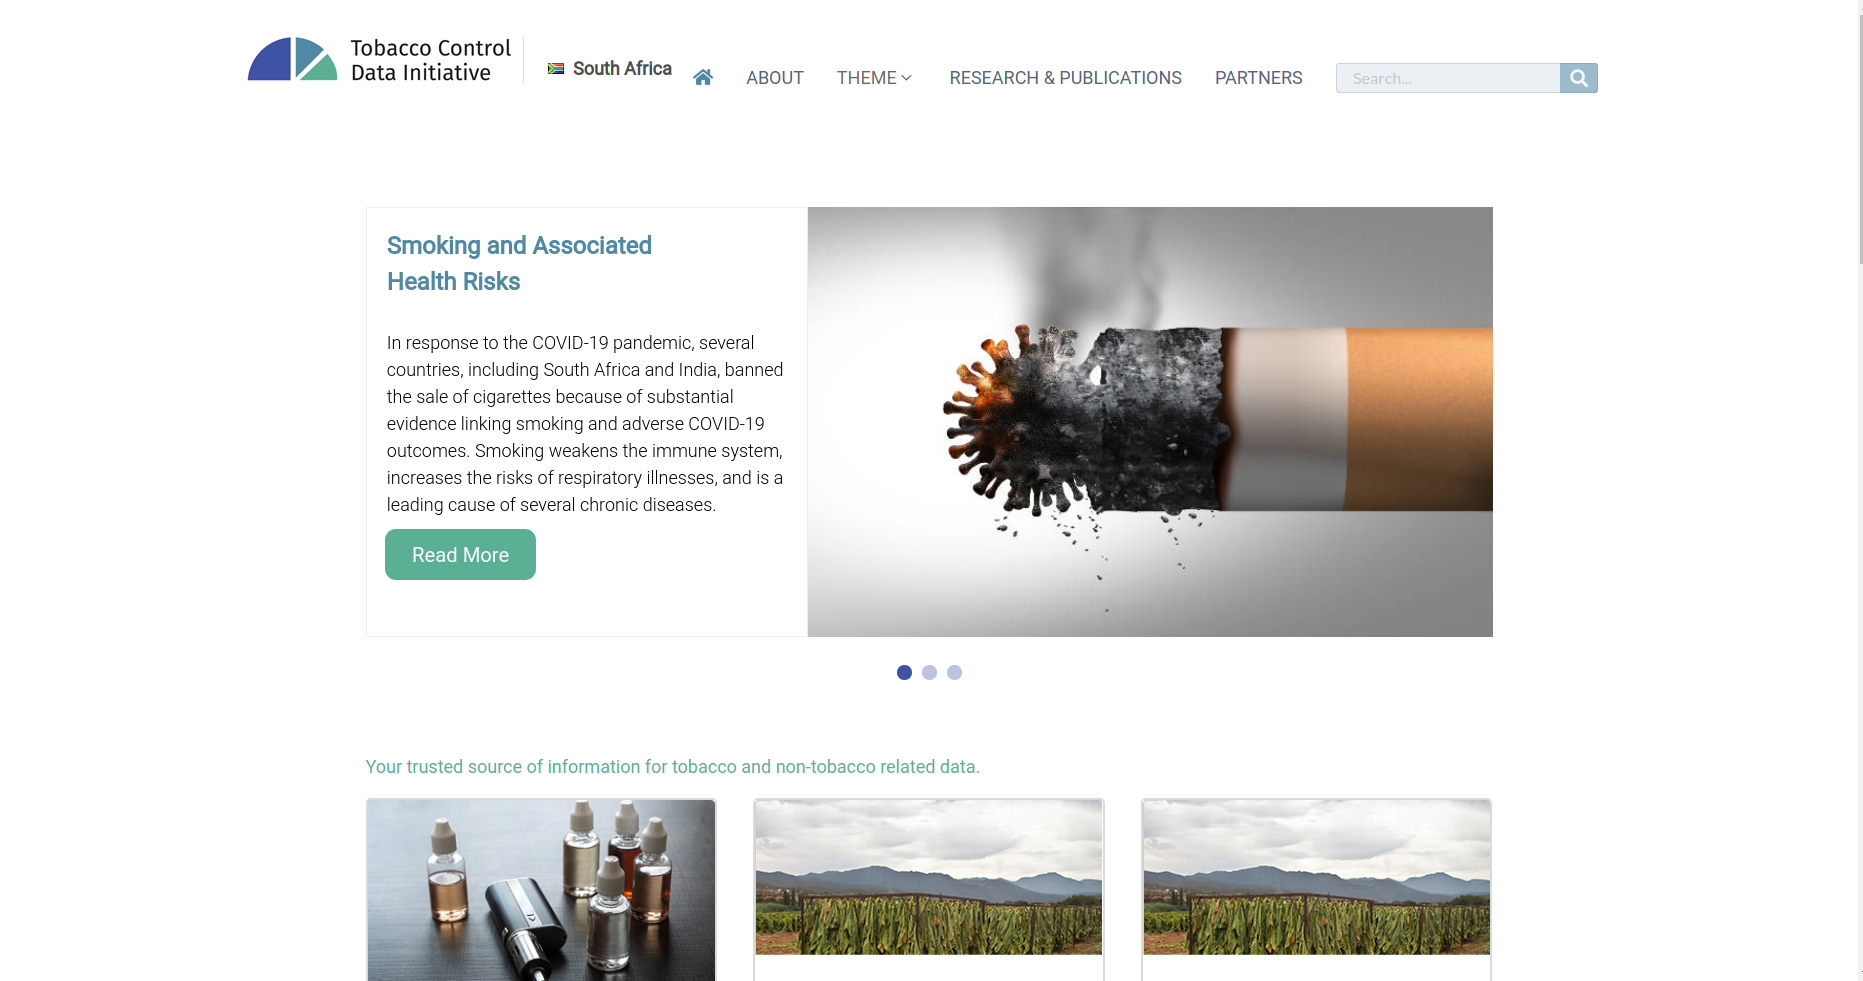 Tobacco Control
Data Initiative
South Africa
ABOUT
THEME
RESEARCH & PUBLICATIONS
PARTNERS
Search...
Smoking and Associated
Health Risks
In response to the COVID-19 pandemic, several
countries, including South Africa and India, banned
the sale of cigarettes because of substantial
evidence linking smoking and adverse COVID-19
outcomes. Smoking weakens the immune system,
increases the risks of respiratory illnesses, and is a
leading cause of several chronic diseases.
Read More
Your trusted source of information for tobacco and non-tobacco related data.